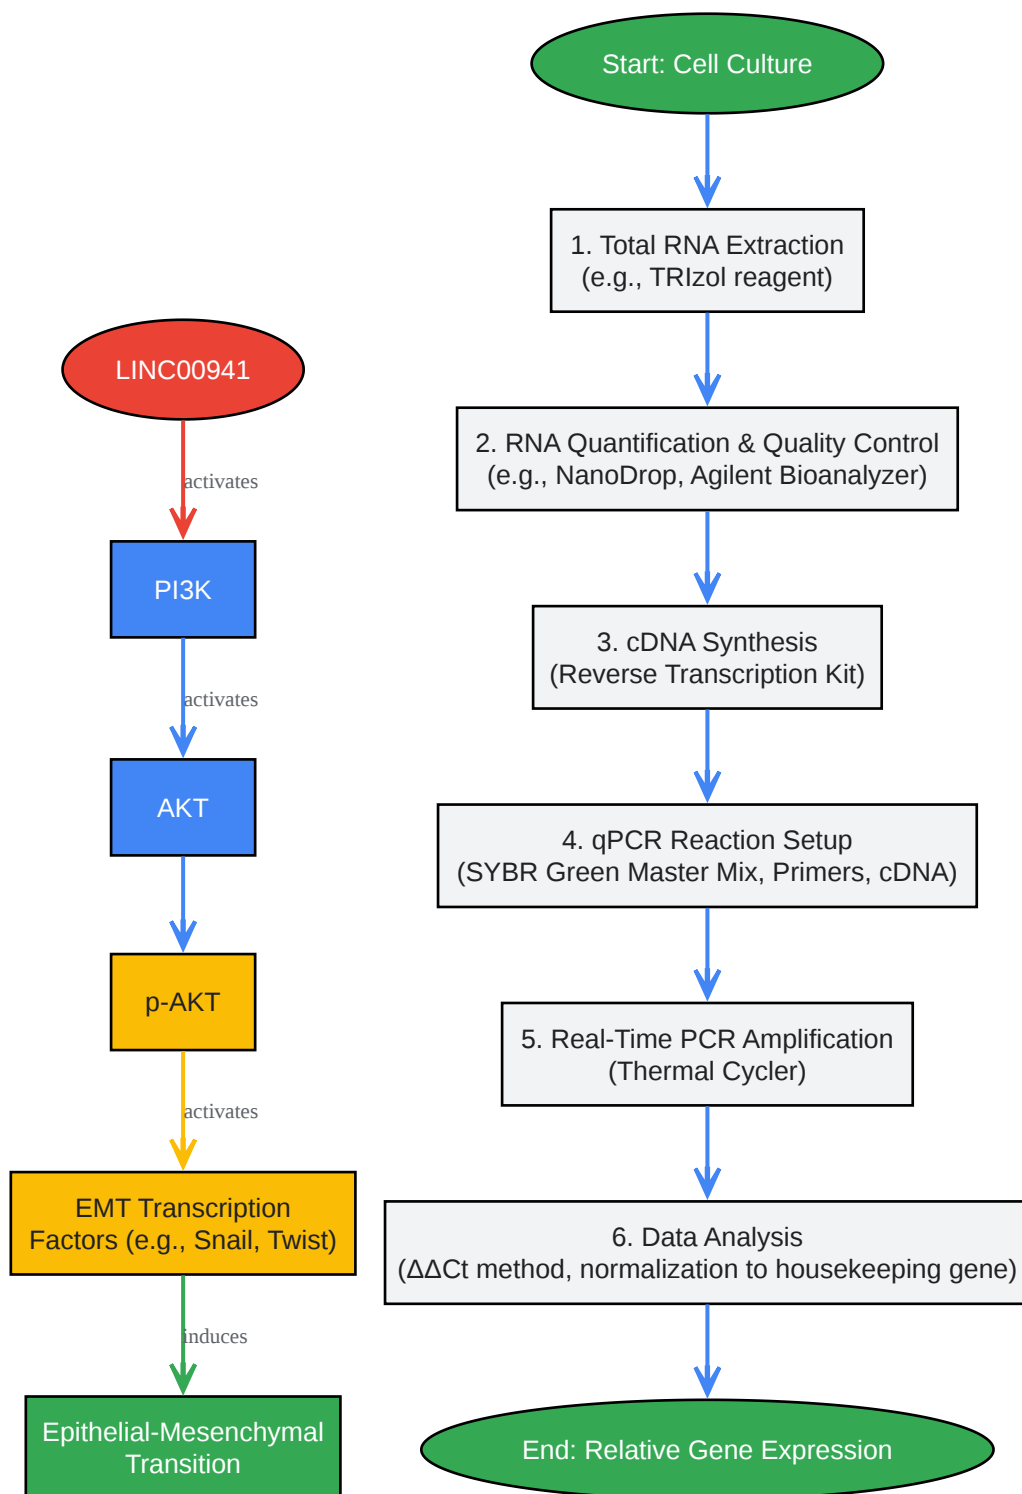 LINC00941
activates
PI3K
activates
AKT
p-AKT
activates
EMT Transcription
Factors (e.g., Snail, Twist)
induces
Epithelial-Mesenchymal
Transition
Start: Cell Culture
1. Total RNA Extraction
(e.g., TRIzol reagent)
2. RNA Quantification & Quality Control
(e.g., NanoDrop, Agilent Bioanalyzer)
3. cDNA Synthesis
(Reverse Transcription Kit)
4. qPCR Reaction Setup
(SYBR Green Master Mix, Primers, cDNA)
5. Real-Time PCR Amplification
(Thermal Cycler)
6. Data Analysis
(ΔΔCt method, normalization to housekeeping gene)
End: Relative Gene Expression